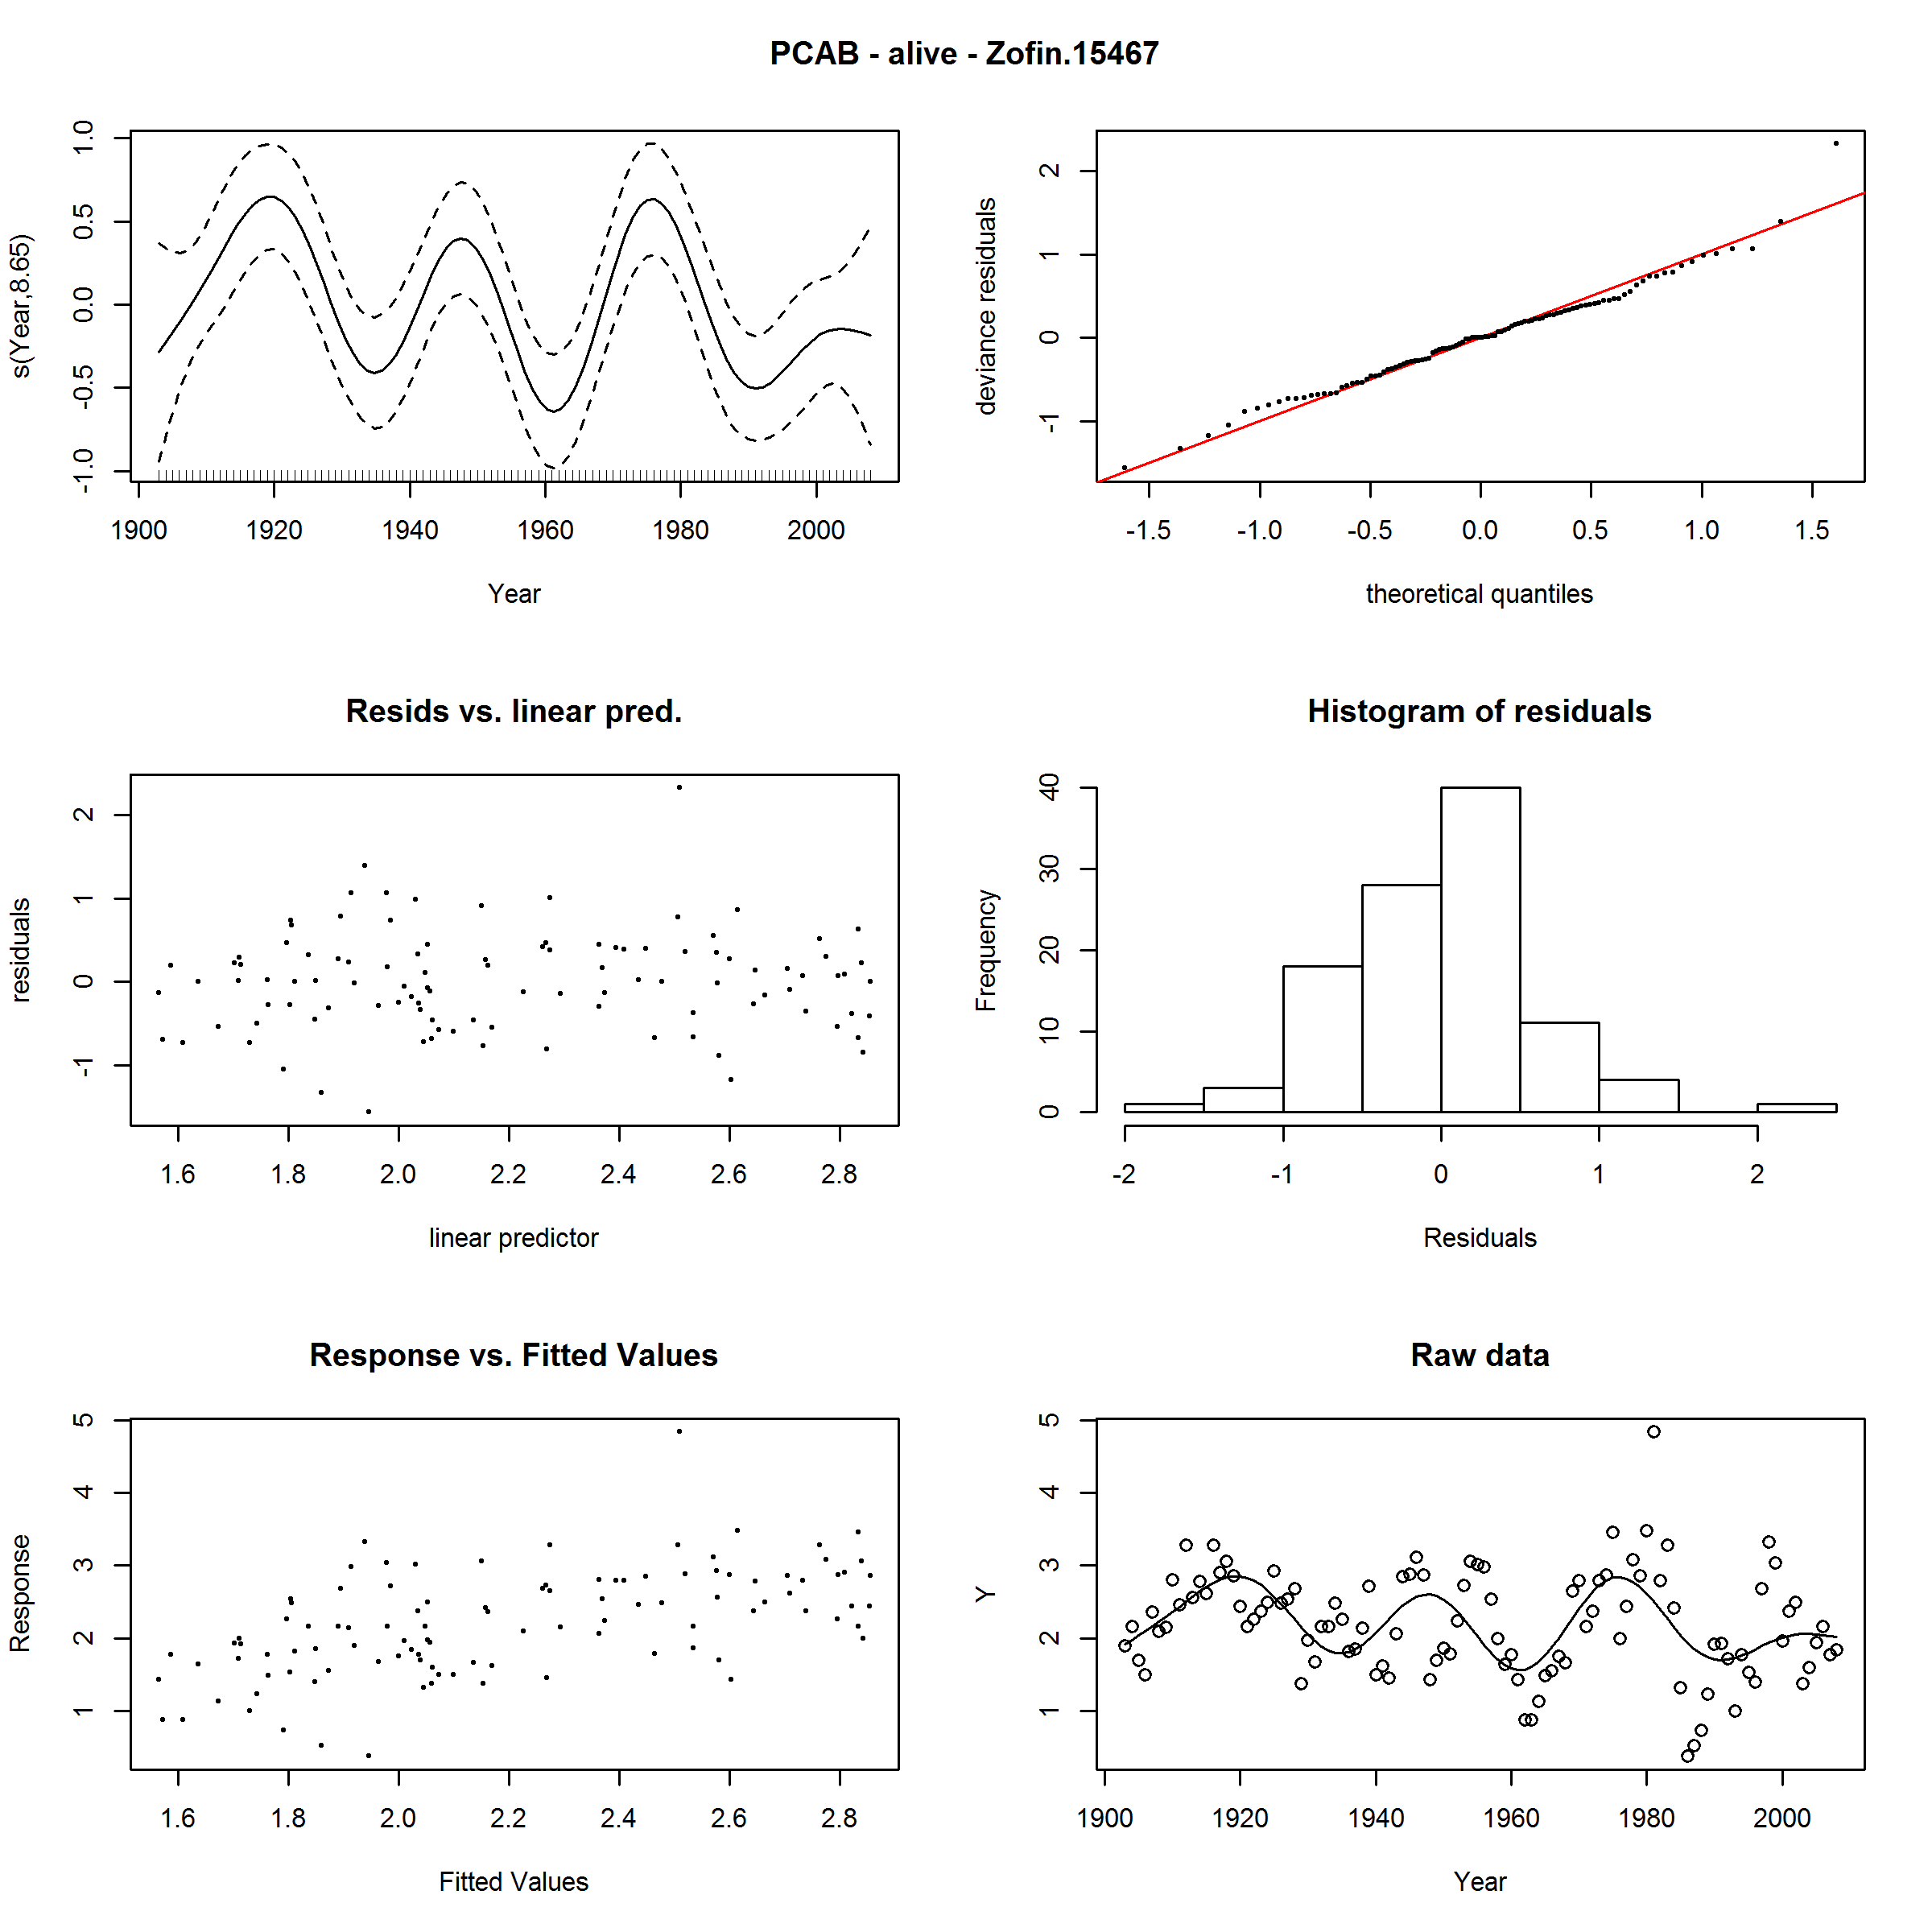 PCAB - alive - Zofin.15467
s(Year,8.65)
1.0
0.5
0.0
-0.5
-1.0
1900 1920 1940 1960 1980 2000
Year
deviance residuals
2
1
0
-1
-1.5 -1.0 -0.5 0.0 0.5 1.0 1.5
theoretical quantiles
Resids vs. linear pred.
residuals
2
1
0
-1
1.6 1.8 2.0 2.2 2.4 2.6 2.8
linear predictor
Histogram of residuals
Frequency
40
30
20
10
0
-2 -1 0 1 2
Residuals
Response vs. Fitted Values
Response
5
4
3
2
1
1.6 1.8 2.0 2.2 2.4 2.6 2.8
Fitted Values
Raw data
Y
5
4
3
2
1
1900 1920 1940 1960 1980 2000
Year